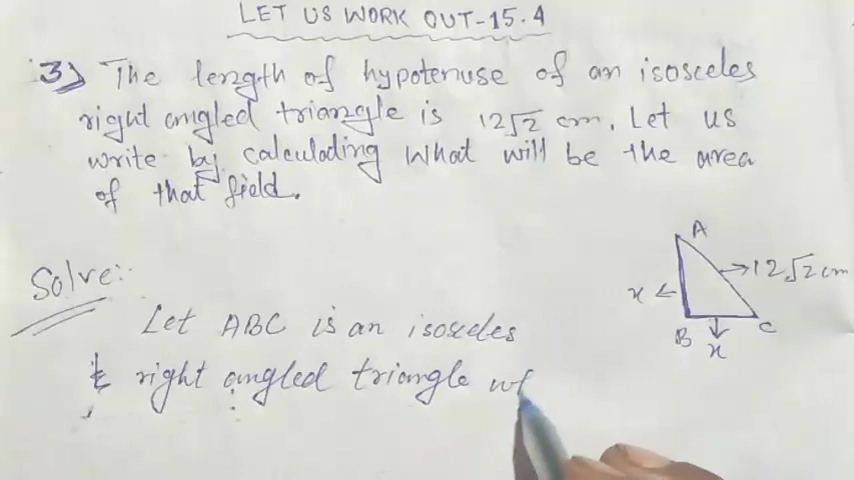 LET US WORK OUT-15.4
3) The length of hypotenuse of an isosceles
right angled triangle is 12√2 cm. Let us
write by calculating What will be the area
of that field.
A
12√2 cm
x
B
C
x
Solve:-
Let ABC is an isosceles
right angled triangle